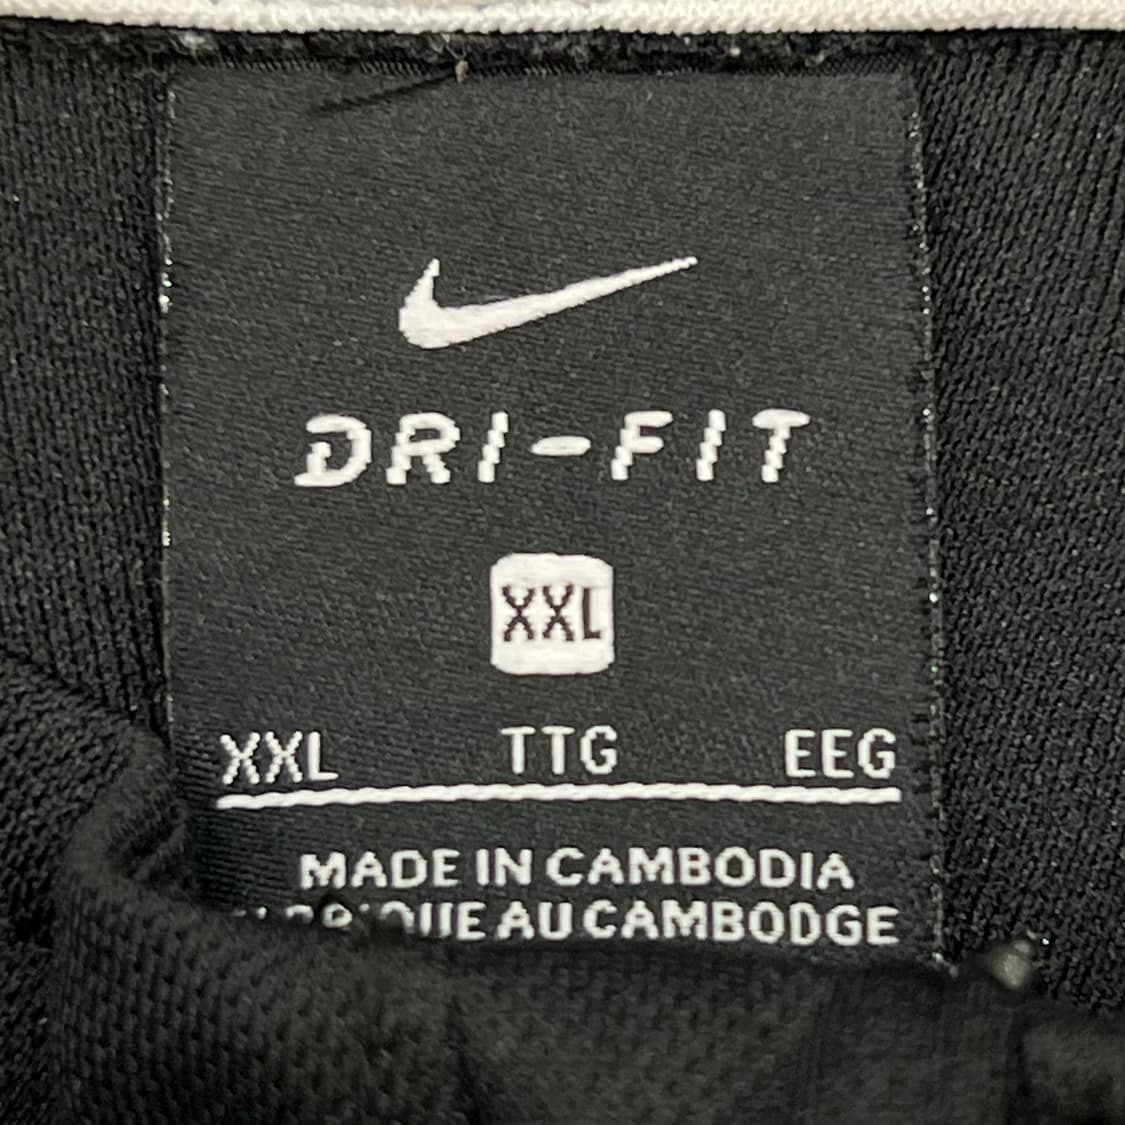 DRI-FIT
XXL
XXL TTG EEG
MADE IN CAMBODIA
AU CAMBODGE